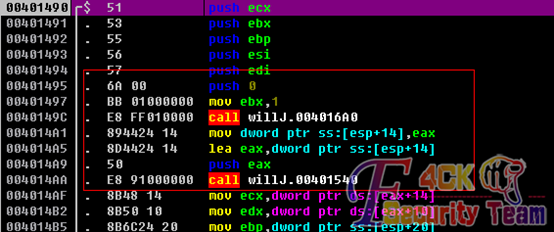 00401490 $ 51 push ecx
00401491 . 53 push ebx
00401492 . 55 push ebp
00401493 . 56 push esi
00401494 . 57 push edi
00401495 . 6A 00 push 0
00401497 . BB 01000000 mov ebx,1
0040149C . E8 FF010000 call willJ.004016A0
004014A1 . 894424 14 mov dword ptr ss:[esp+14],eax
004014A5 . 8D4424 14 lea eax,dword ptr ss:[esp+14]
004014A9 . 50 push eax
004014AA . E8 91000000 call willJ.00401540
004014AF . 8B48 14 mov ecx,dword ptr ds:[eax+14]
004014B2 . 8B50 10 mov edx,dword ptr
004014B5 . 8B6C24 20 mov ebp,dword ptr ss:[esp+20]
F4CK
Security Team